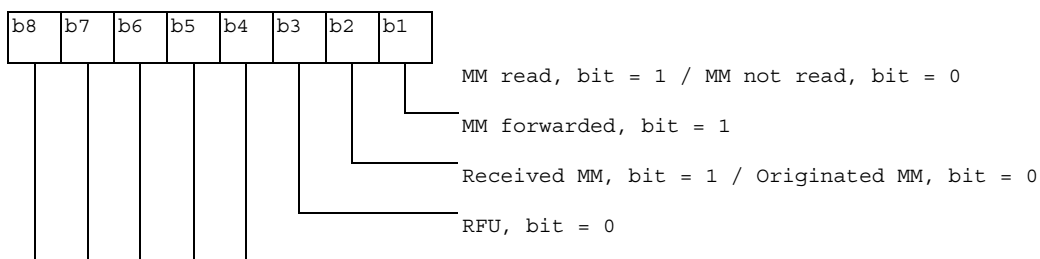 b8 b7 b6 b5 b4 b3 b2 b1
MM read, bit = 1 / MM not read, bit = 0
MM forwarded, bit = 1
Received MM, bit = 1 / Originated MM, bit = 0
RFU, bit = 0